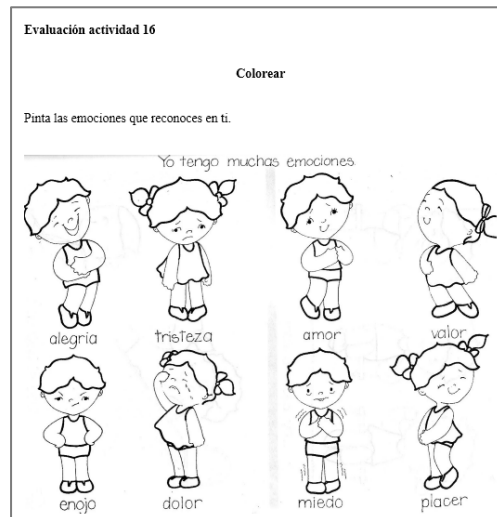 Evaluación actividad 16
Colorear
Pinta las emociones que reconoces en ti.
Yo tengo muchas emociones
alegría tristeza amor valor
enojo dolor miedo placer